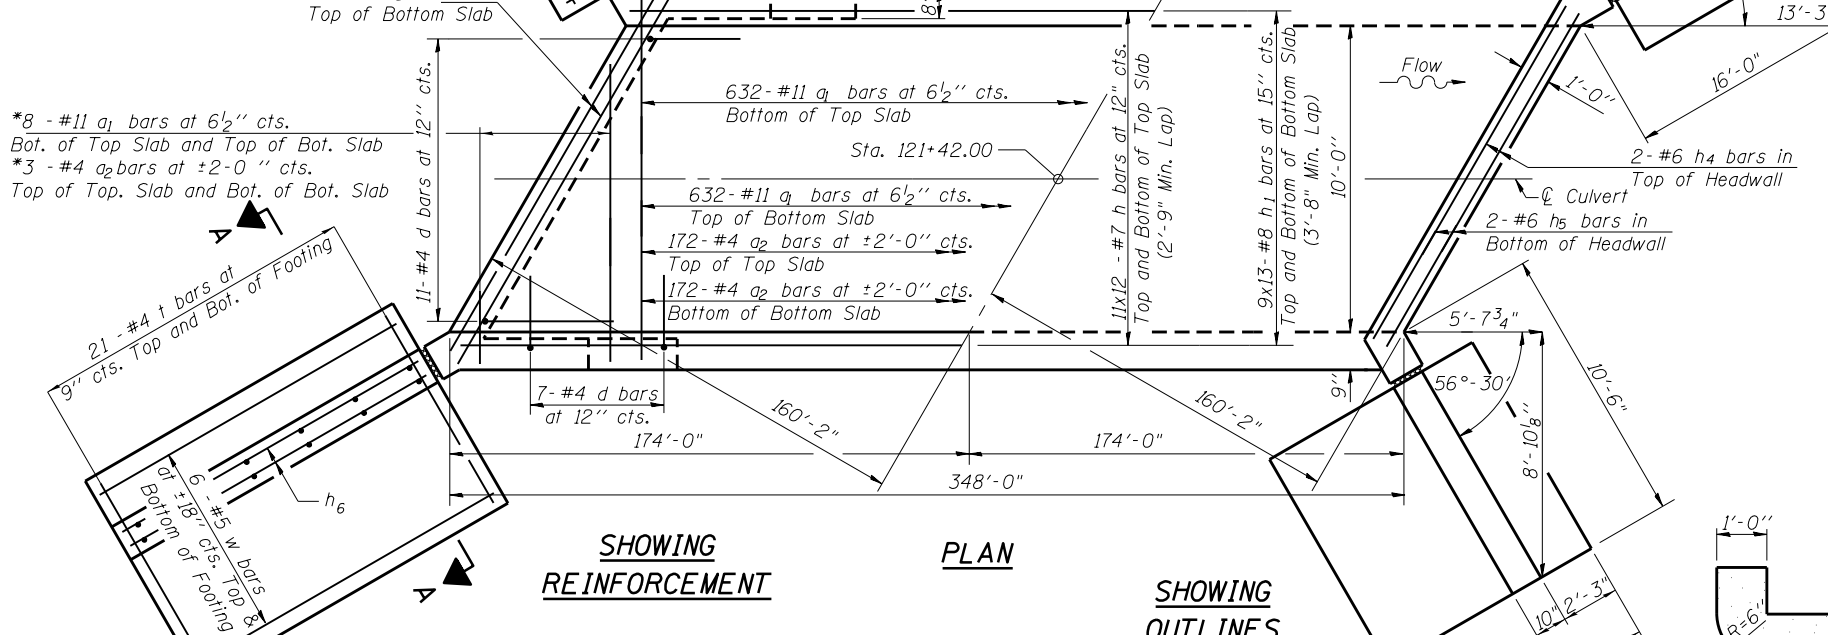 Top of Bottom Slab
8"
13'-3
*8 -#11 a1 bars at 6½" cts.
Bot. of Top Slab and Top of Bot. Slab
*3 -#4 a2 bars at ±2-0 " cts.
Top of Top. Slab and Bot. of Bot. Slab
11-#4 d bars at 12" cts.
632-#11 a1 bars at 6½" cts.
Bottom of Top Slab
Sta. 121+42.00
632-#11 a1 bars at 6½" cts.
Top of Bottom Slab
172-#4 a2 bars at ±2'-0" cts.
Top of Top Slab
172-#4 a2 bars at ±2'-0" cts.
Bottom of Bottom Slab
11x12 -#7 h bars at 12" cts.
Top and Bottom of Top Slab
(2'-9" Min. Lap)
9x13-#8 h1 bars at 15" cts.
Top and Bottom of Bottom Slab
(3'-8" Min. Lap)
10'-0"
Flow
1'-0"
16'-0"
2-#6 h4 bars in
Top of Headwall
℄ Culvert
2-#6 h5 bars in
Bottom of Headwall
A
21 -#4 t bars at
9" cts. Top and Bot. of Footing
7-#4 d bars
at 12" cts.
160'-2"
160'-2"
174'-0"
174'-0"
348'-0"
9"
5'-7¾"
56°-30'
10'-6"
8'-10⅛"
h6
6 -#5 w bars
at ±18" cts. Top &
Bottom of Footing
A
SHOWING
REINFORCEMENT
PLAN
SHOWING
OUTLINES
10"
2'-3"
1'-0"
R=6"